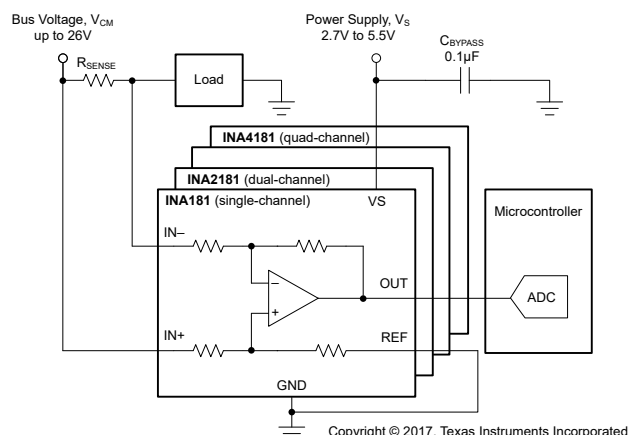 Bus Voltage, VCM
up to 26V
Power Supply, VS
2.7V to 5.5V
CBYPASS
0.1µF
RSENSE
Load
INA4181 (quad-channel)
INA2181 (dual-channel)
INA181 (single-channel)
VS
Microcontroller
IN–
–
OUT
ADC
+
IN+
REF
GND
Copyright © 2017, Texas Instruments Incorporated